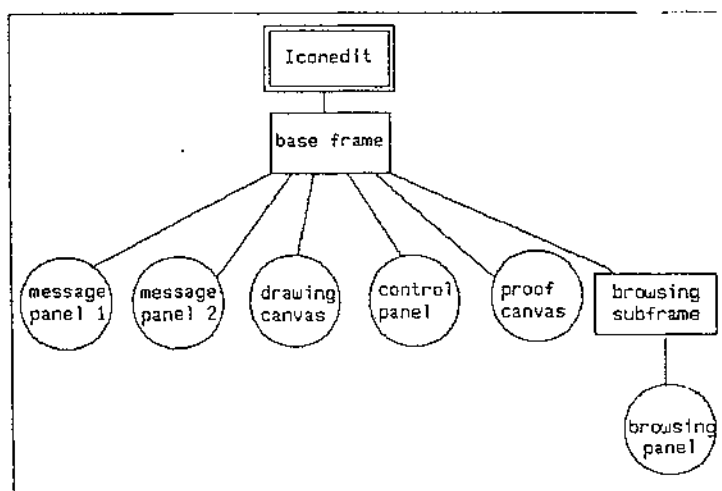 Iconedit
base frame
message
panel 1
message
panel 2
drawing
canvas
control
panel
proof
canvas
browsing
subframe
browsing
panel